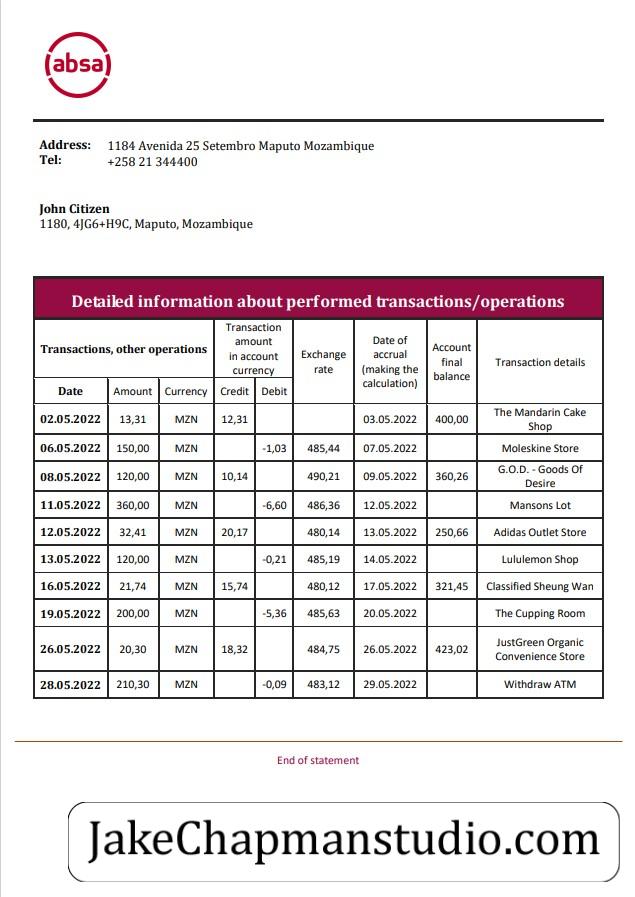 absa
Address: 1184 Avenida 25 Setembro Maputo Mozambique
Tel: +258 21 344400
John Citizen
1180, 4JG6+H9C, Maputo, Mozambique
Detailed information about performed transactions/operations
Transactions, other operations
Transaction
amount
in account
currency
Exchange
rate
Date of
accrual
(making the
calculation)
Account
final
balance
Transaction details
Date Amount Currency Credit Debit
02.05.2022 13,31 MZN 12,31 03.05.2022 400,00 The Mandarin Cake
Shop
06.05.2022 150,00 MZN -1,03 485,44 07.05.2022 Moleskine Store
08.05.2022 120,00 MZN 10,14 490,21 09.05.2022 360,26 G.O.D. - Goods Of
Desire
11.05.2022 360,00 MZN -6,60 486,36 12.05.2022 Mansons Lot
12.05.2022 32,41 MZN 20,17 480,14 13.05.2022 250,66 Adidas Outlet Store
13.05.2022 120,00 MZN -0,21 485,19 14.05.2022 Lululemon Shop
16.05.2022 21,74 MZN 15,74 480,12 17.05.2022 321,45 Classified Sheung Wan
19.05.2022 200,00 MZN -5,36 485,63 20.05.2022 The Cupping Room
26.05.2022 20,30 MZN 18,32 484,75 26.05.2022 423,02 JustGreen Organic
Convenience Store
28.05.2022 210,30 MZN -0,09 483,12 29.05.2022 Withdraw ATM
End of statement
JakeChapmanstudio.com